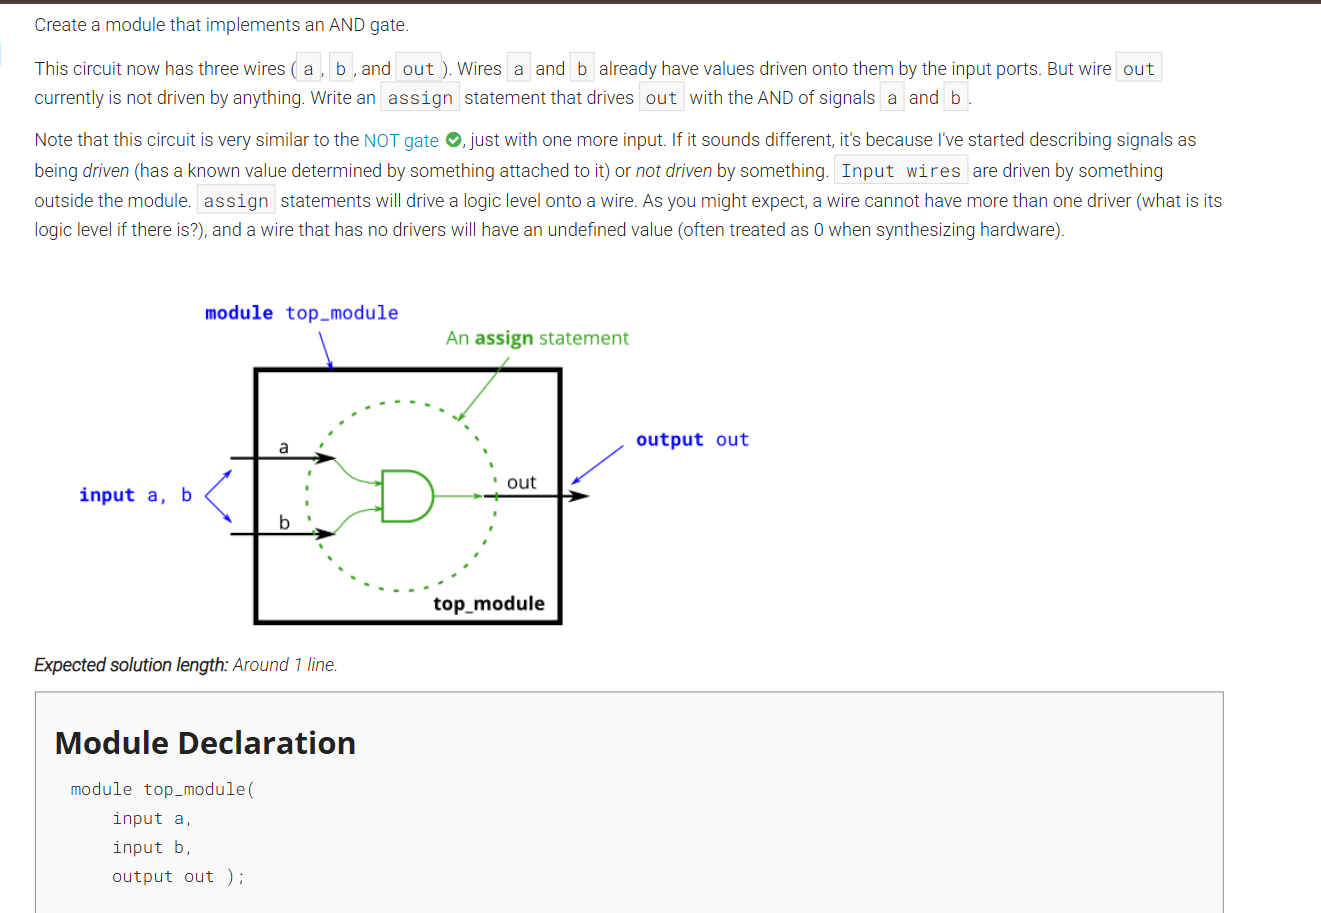 Create a module that implements an AND gate.
This circuit now has three wires ( a , b , and out ). Wires a and b already have values driven onto them by the input ports. But wire out
currently is not driven by anything. Write an assign statement that drives out with the AND of signals a and b .
Note that this circuit is very similar to the NOT gate , just with one more input. If it sounds different, it's because I've started describing signals as
being driven (has a known value determined by something attached to it) or not driven by something. Input wires are driven by something
outside the module. assign statements will drive a logic level onto a wire. As you might expect, a wire cannot have more than one driver (what is its
logic level if there is?), and a wire that has no drivers will have an undefined value (often treated as 0 when synthesizing hardware).
module top_module
An assign statement
output out
a
out
input a, b
b
top_module
Expected solution length: Around 1 line.
Module Declaration
module top_module(
input a,
input b,
output out );